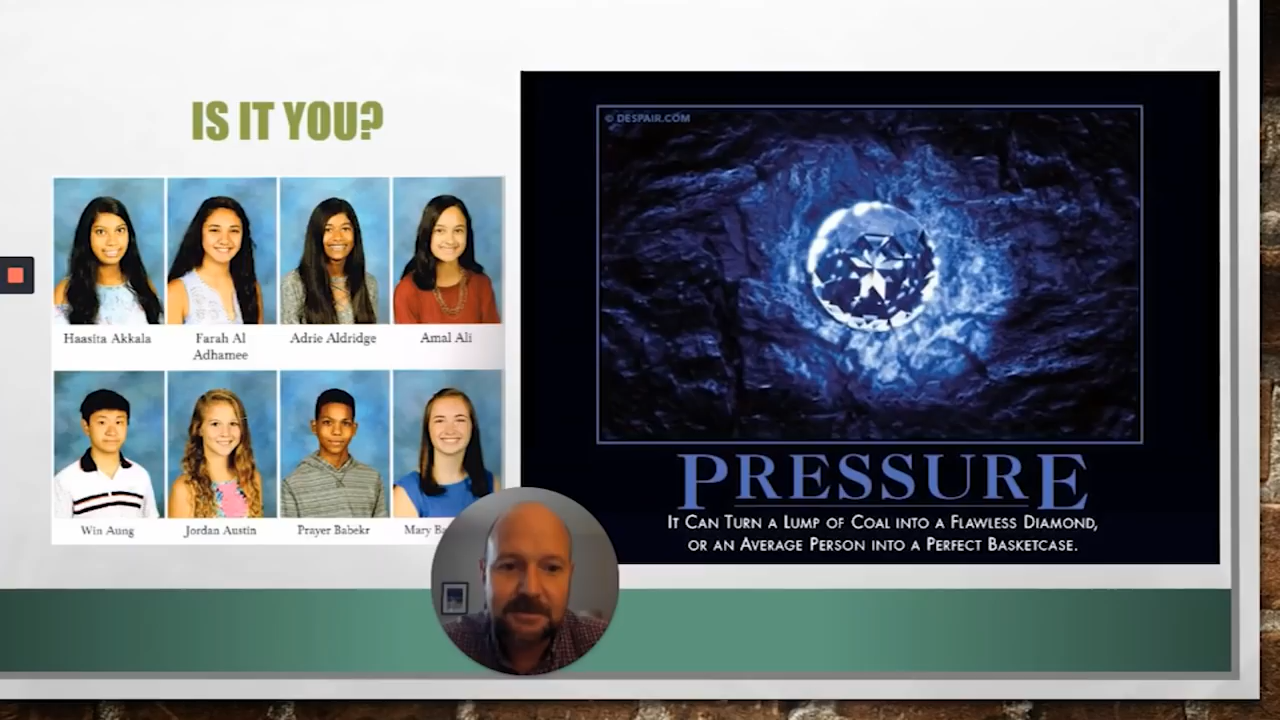 IS IT YOU?
Haasita Akkala
Farah Al
Adhamee
Adrie Aldridge
Amal Ali
Win Aung
Jordan Austin
Prayer Babekr
Mary
© DESPAIR.COM
PRESSURE
IT CAN TURN A LUMP OF COAL INTO A FLAWLESS DIAMOND,
OR AN AVERAGE PERSON INTO A PERFECT BASKETCASE.